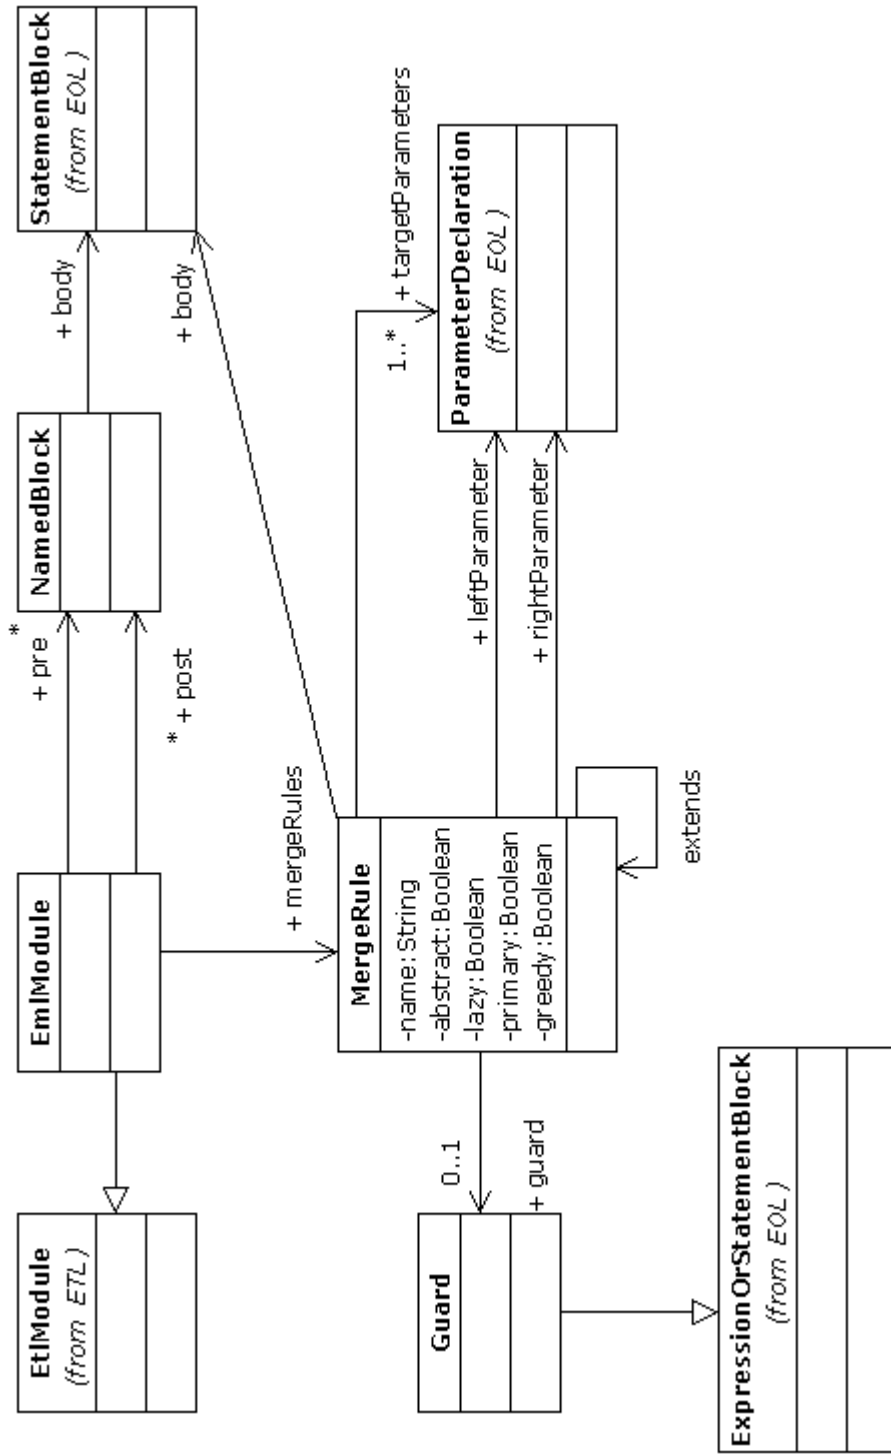 EtlModule
(from ETL)
EmlModule
+ pre
*
* + post
NamedBlock
+ body
StatementBlock
(from EOL)
+ body
+ mergeRules
Guard
0..1
+ guard
MergeRule
-name:String
-abstract:Boolean
-lazy:Boolean
-primary:Boolean
-greedy:Boolean
extends
1..*
+ targetParameters
+ leftParameter
+ rightParameter
ParameterDeclaration
(from EOL)
ExpressionOrStatementBlock
(from EOL)